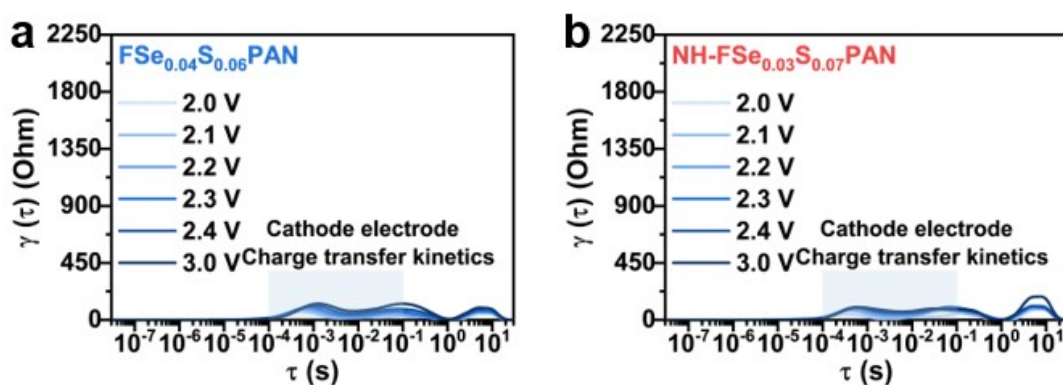 a
FSe₀.₀₄S₀.₀₆PAN
2250
1800
1350
900
450
0
γ (τ) (Ohm)
2.0 V
2.1 V
2.2 V
2.3 V
2.4 V
3.0 V
Cathode electrode
Charge transfer kinetics
10⁻⁷ 10⁻⁶ 10⁻⁵ 10⁻⁴ 10⁻³ 10⁻² 10⁻¹ 10⁰ 10¹
τ (s)
b
NH-FSe₀.₀₃S₀.₀₇PAN
2250
1800
1350
900
450
0
γ (τ) (Ohm)
2.0 V
2.1 V
2.2 V
2.3 V
2.4 V
3.0 V
Cathode electrode
Charge transfer kinetics
10⁻⁷ 10⁻⁶ 10⁻⁵ 10⁻⁴ 10⁻³ 10⁻² 10⁻¹ 10⁰ 10¹
τ (s)